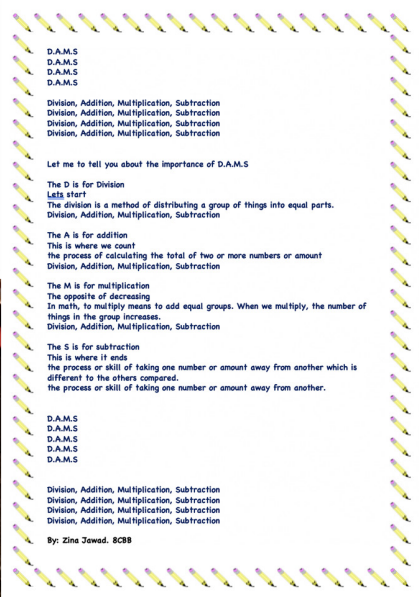 D.A.M.S
D.A.M.S
D.A.M.S
D.A.M.S
Division, Addition, Multiplication, Subtraction
Division, Addition, Multiplication, Subtraction
Division, Addition, Multiplication, Subtraction
Division, Addition, Multiplication, Subtraction
Let me to tell you about the importance of D.A.M.S
The D is for Division
Lets start
The division is a method of distributing a group of things into equal parts.
Division, Addition, Multiplication, Subtraction
The A is for addition
This is where we count
the process of calculating the total of two or more numbers or amount
Division, Addition, Multiplication, Subtraction
The M is for multiplication
The opposite of decreasing
In math, to multiply means to add equal groups. When we multiply, the number of
things in the group increases.
Division, Addition, Multiplication, Subtraction
The S is for subtraction
This is where it ends
the process or skill of taking one number or amount away from another which is
different to the others compared.
the process or skill of taking one number or amount away from another.
D.A.M.S
D.A.M.S
D.A.M.S
D.A.M.S
D.A.M.S
Division, Addition, Multiplication, Subtraction
Division, Addition, Multiplication, Subtraction
Division, Addition, Multiplication, Subtraction
Division, Addition, Multiplication, Subtraction
By: Zina Jawad. 8CBB